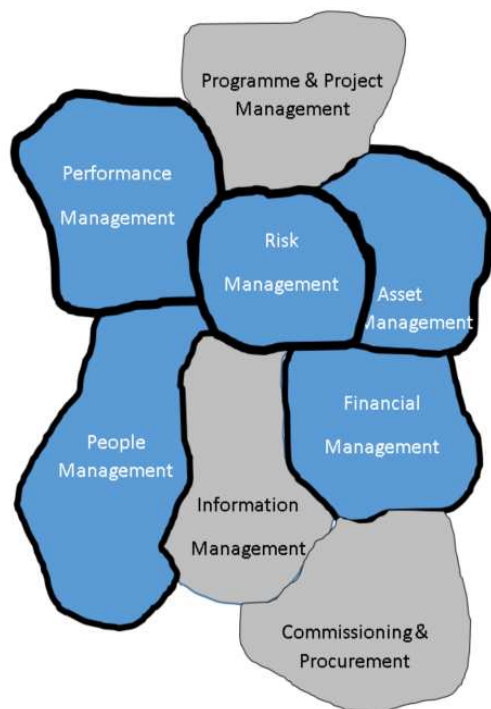 Programme & Project
Management
Performance
Management
Risk
Management
Asset
Management
People
Management
Financial
Management
Information
Management
Commissioning &
Procurement